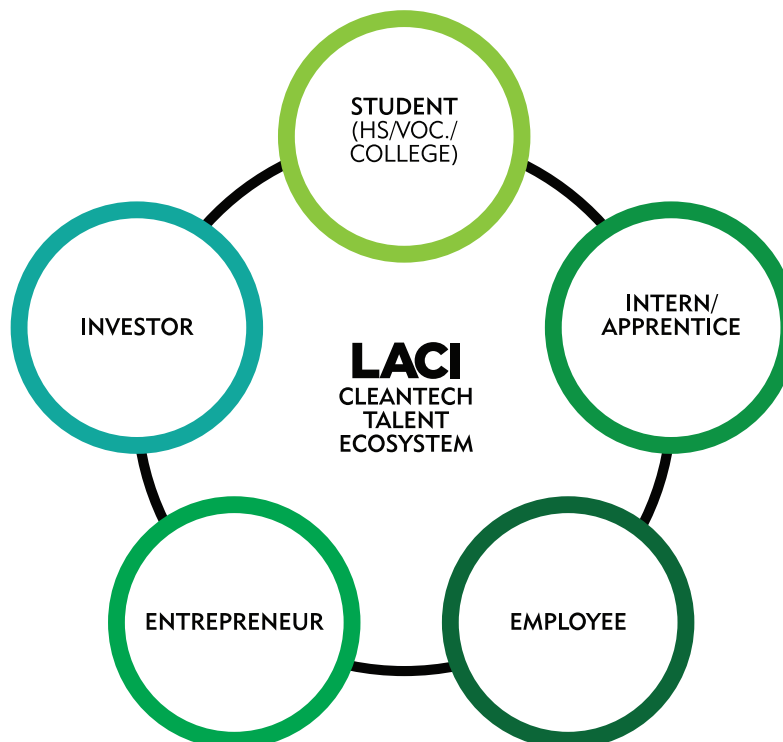 STUDENT
(HS/VOC./
COLLEGE)
INTERN/
APPRENTICE
INVESTOR
LACI
CLEANTECH
TALENT
ECOSYSTEM
ENTREPRENEUR
EMPLOYEE